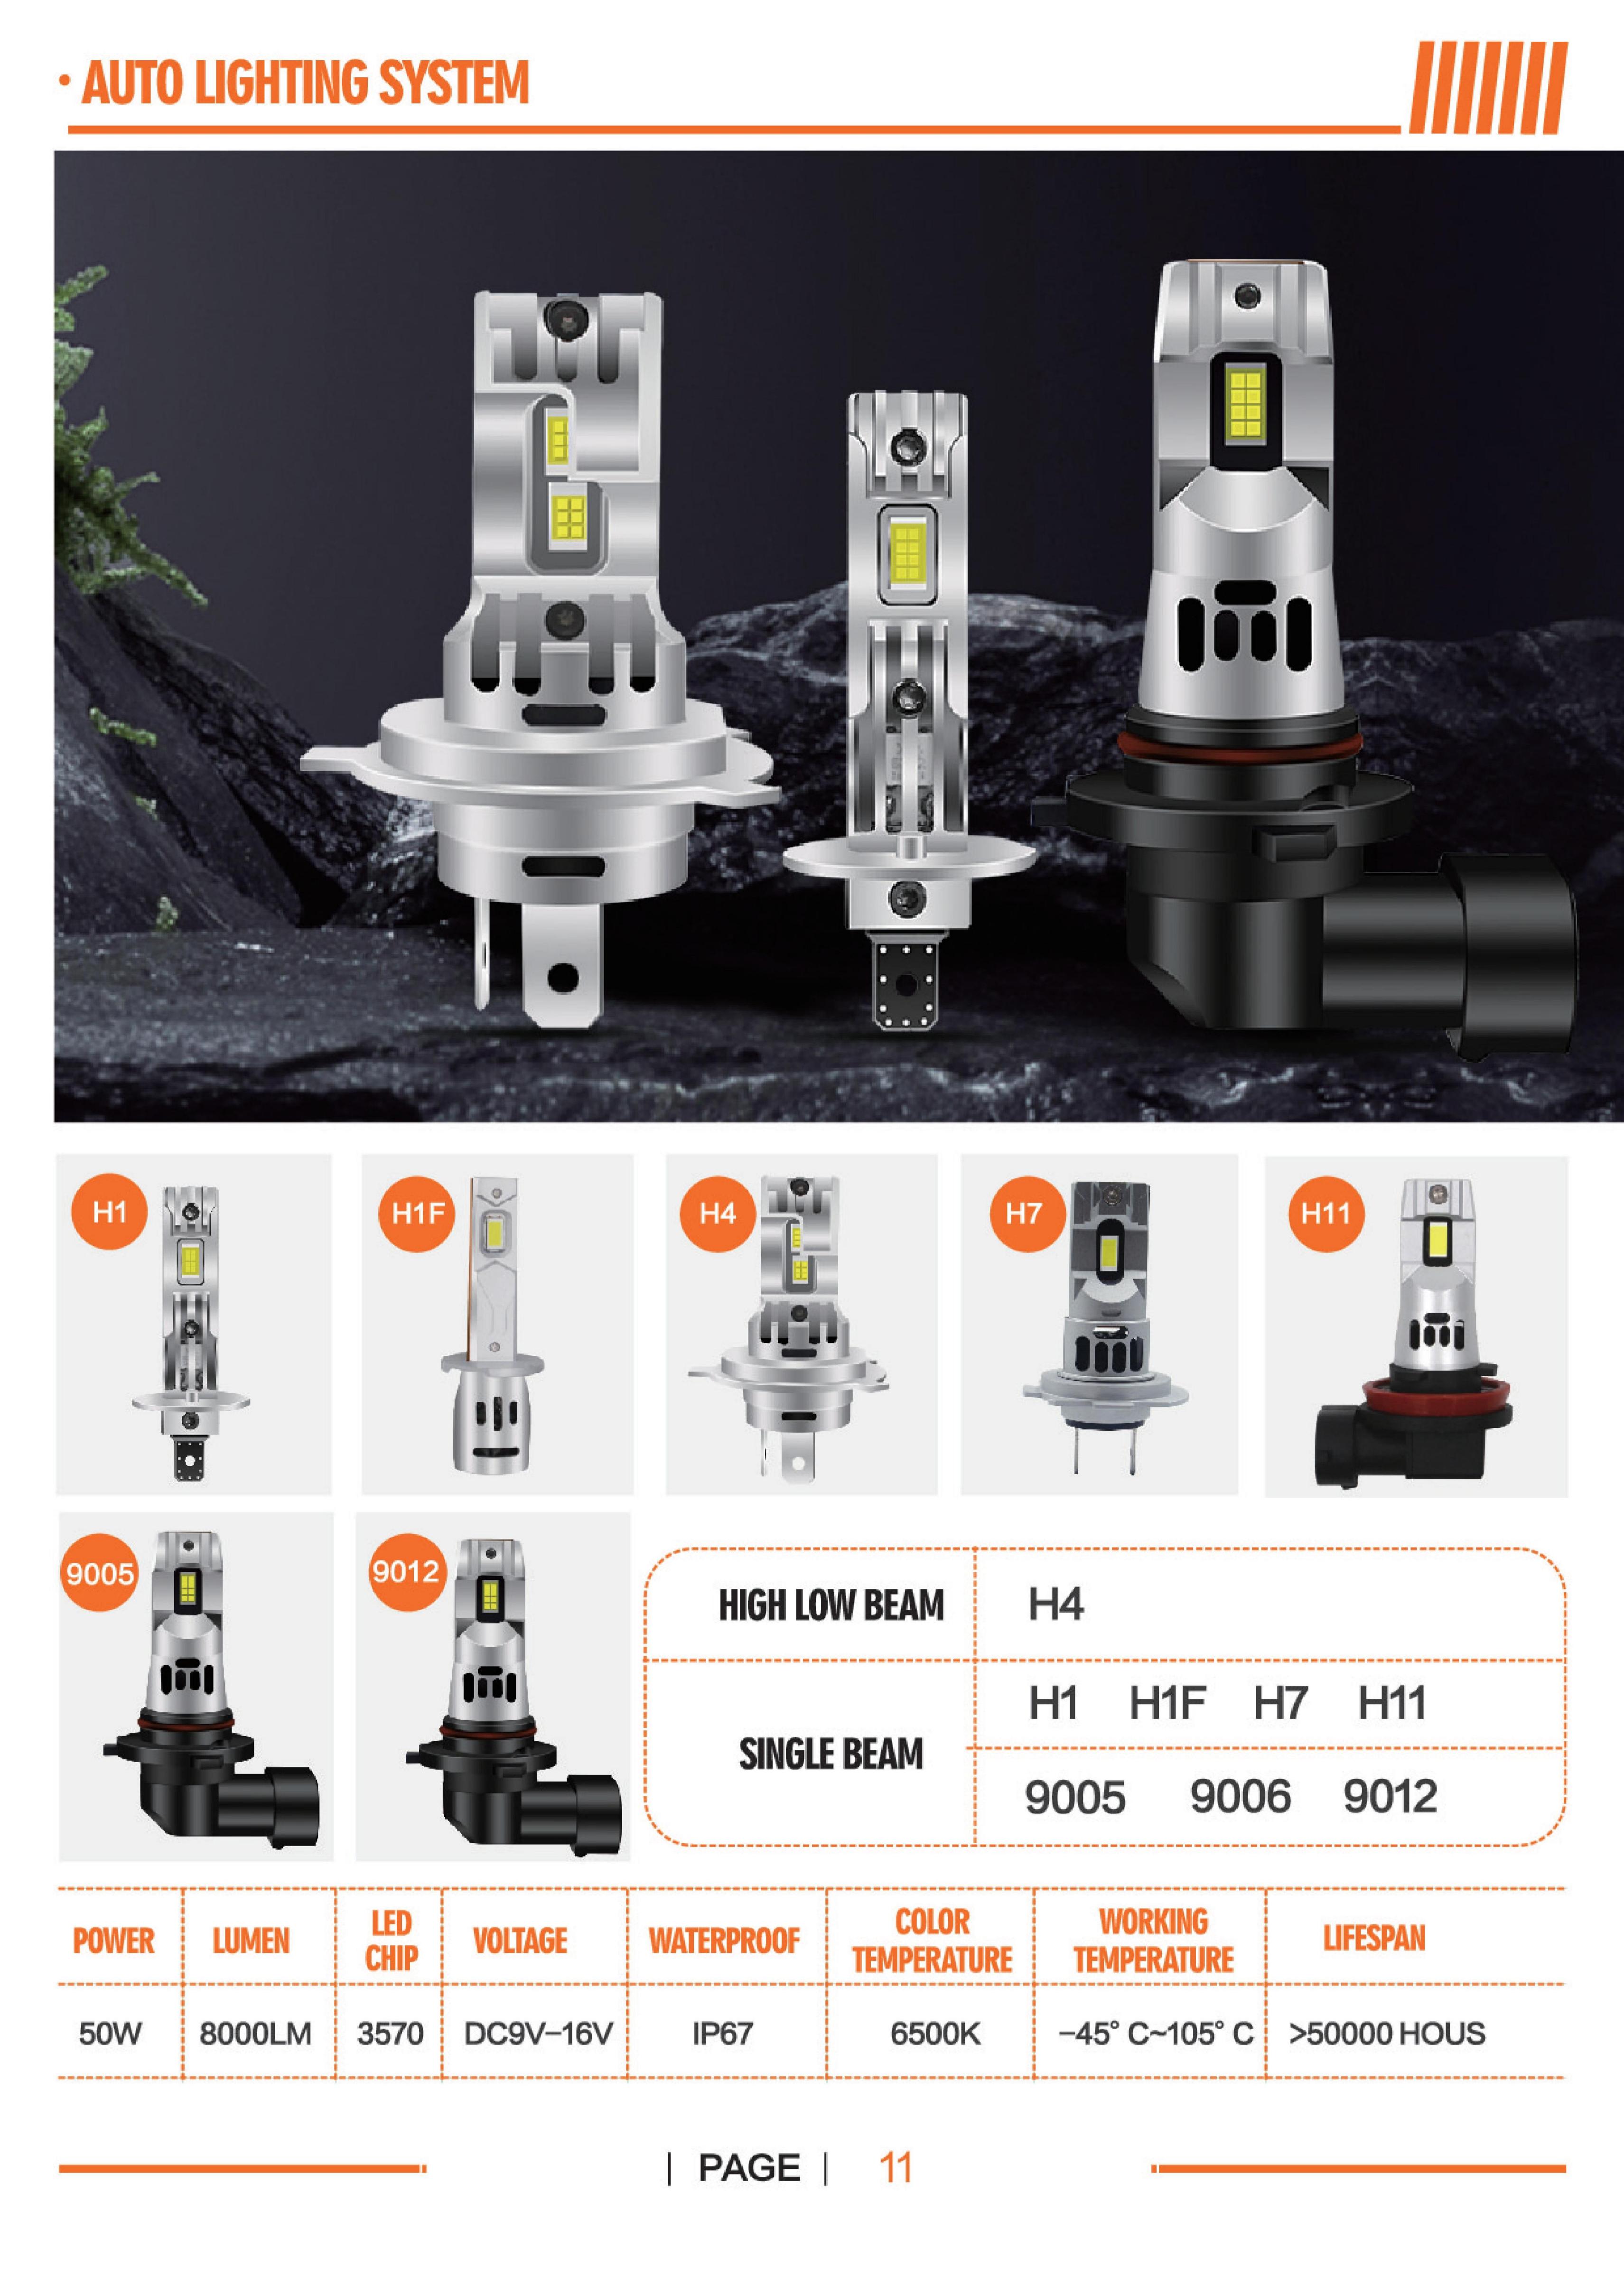 • AUTO LIGHTING SYSTEM
H1
H1F
H4
H7
H11
9005
9012
HIGH LOW BEAM H4
SINGLE BEAM
H1 H1F H7 H11
9005 9006 9012
POWER LUMEN LED CHIP VOLTAGE WATERPROOF COLOR TEMPERATURE WORKING TEMPERATURE LIFESPAN
50W 8000LM 3570 DC9V-16V IP67 6500K -45° C~105° C >50000 HOUS
| PAGE | 11